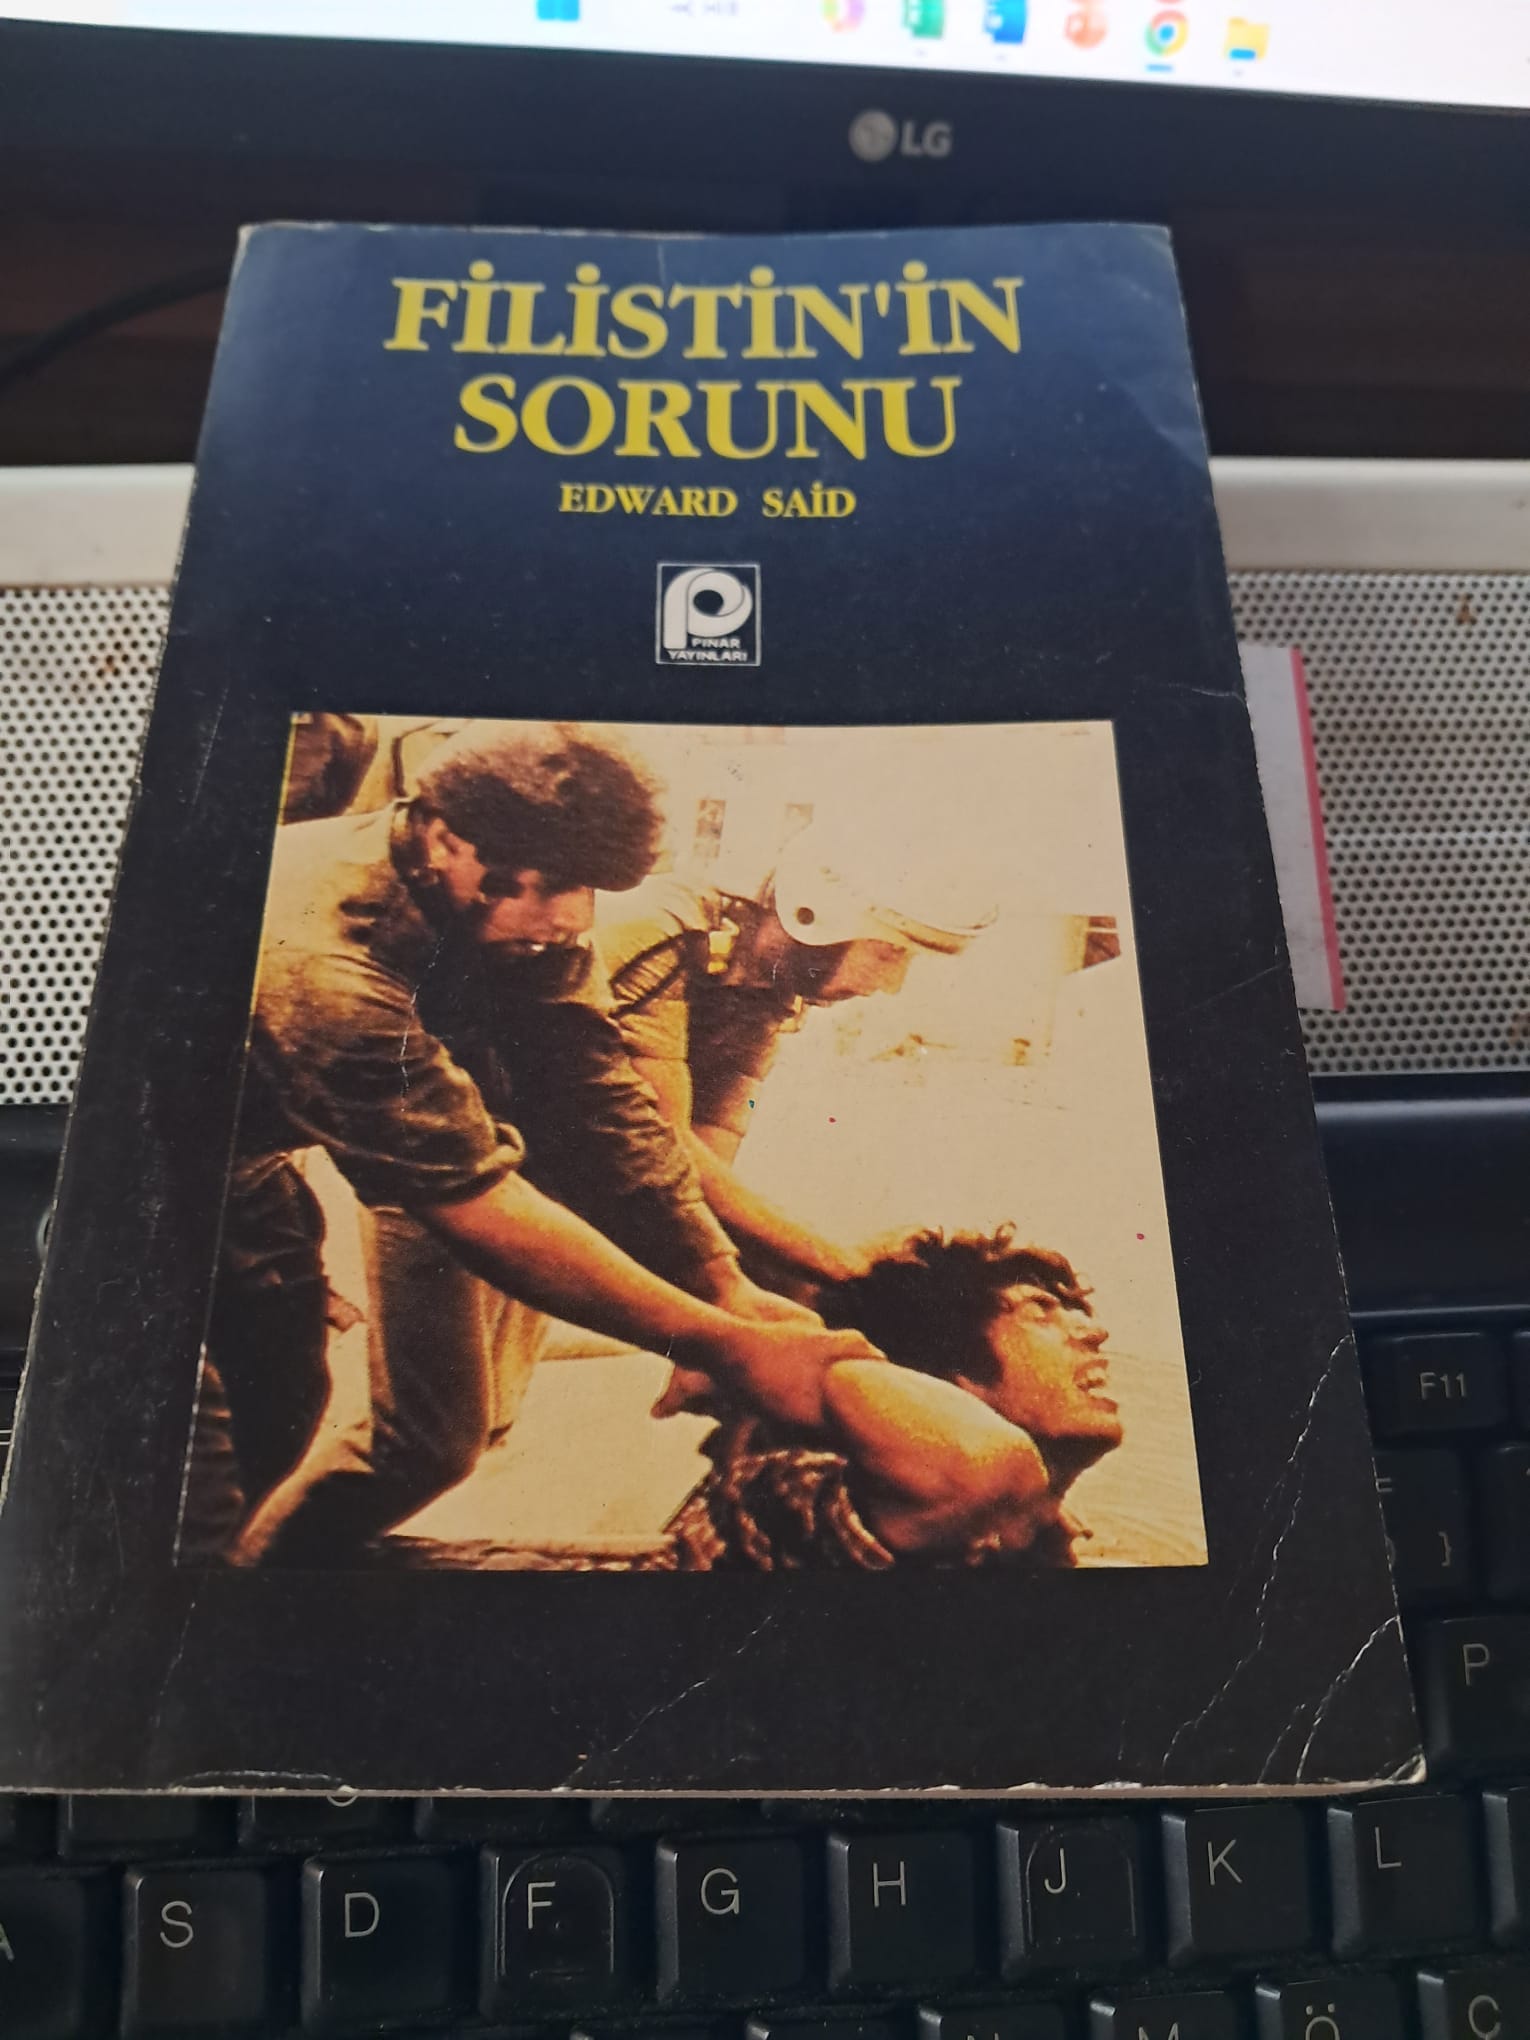 LG
FİLİSTİN'İN
SORUNU
EDWARD SAİD
PINAR
YAYINLARI
F11
}
P
S
D
F
G
H
J
K
L
Ö